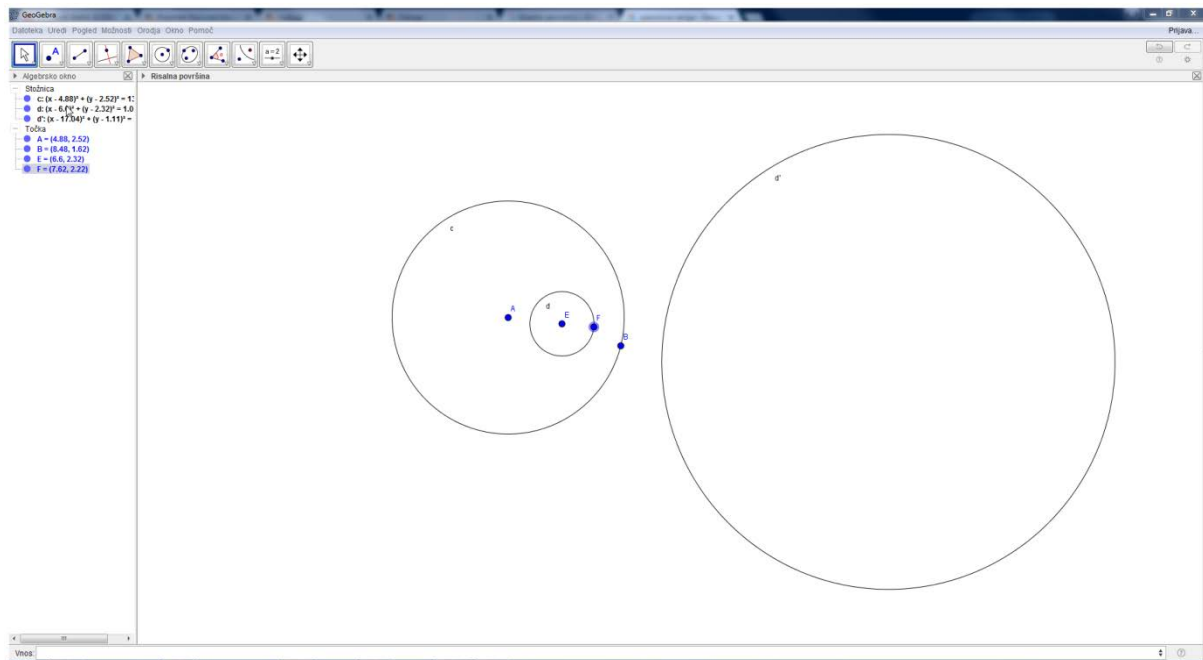 GeoGebra
Datoteka Uredi Pogled Možnosti Orodja Okno Pomoč
Prijava...
A
a=2
Algebrsko okno
Risalna površina
Stožnica
c: (x - 4.88)² + (y - 2.52)² = 1
d: (x - 6. + (y - 2.32)² = 1.0
d': (x - 17.04)² + (y - 1.11)² =
Točka
A = (4.88, 2.52)
B = (8.48, 1.62)
E = (6.6, 2.32)
F = (7.62, 2.22)
d'
c
A
d
E
F
B
Vnos: